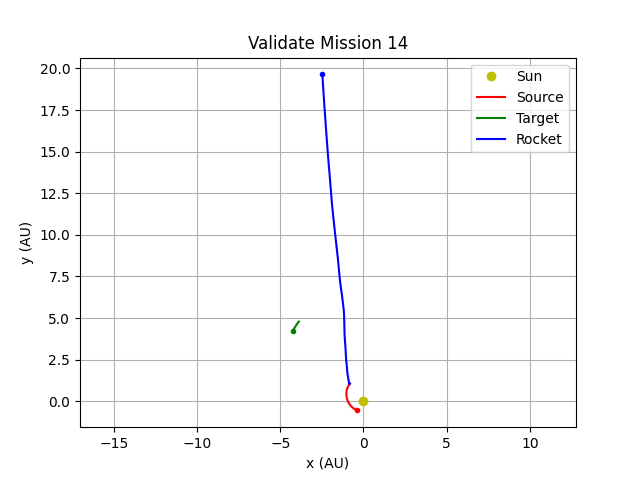 Validate Mission 14
20.0
17.5
15.0
12.5
10.0
7.5
5.0
2.5
0.0
y (AU)
Sun
Source
Target
Rocket
−15
−10
−5
0
5
10
x (AU)